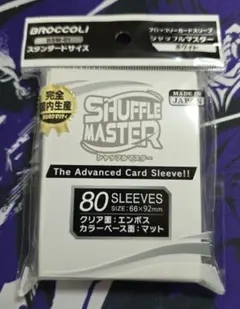 BROCCOLI
スタンダードサイズ
ブロッコリーカードスリーブ
シャッフルマスター
ホワイト
完全
国内生産
MADE IN
JAPAN
SHUFFLE
MASTER
シャッフルマスター
The Advanced Card Sleeve!!
80 SLEEVES
SIZE:66×92mm
クリア面:エンボス
カラーベース面:マット